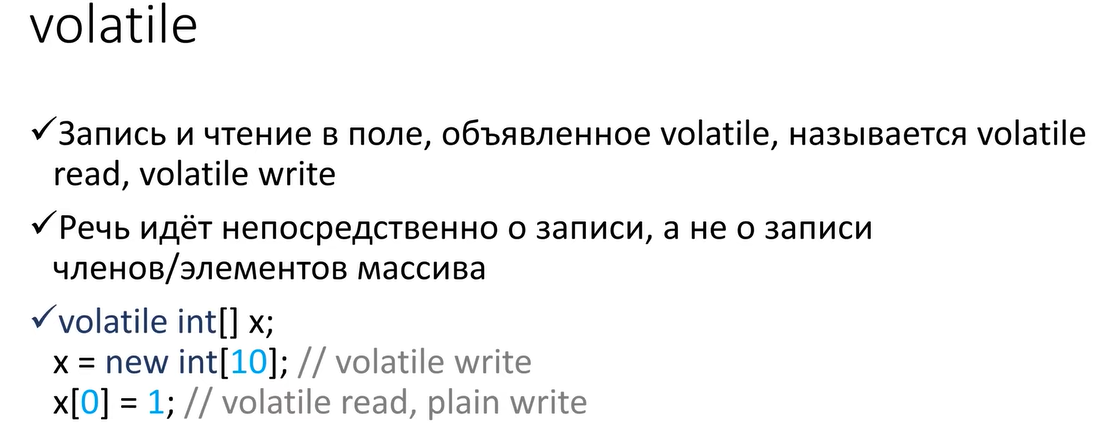 volatile
✓Запись и чтение в поле, объявленное volatile, называется volatile
read, volatile write
✓Речь идёт непосредственно о записи, а не о записи
членов/элементов массива
✓volatile int[] x;
x = new int[10]; // volatile write
x[0] = 1; // volatile read, plain write